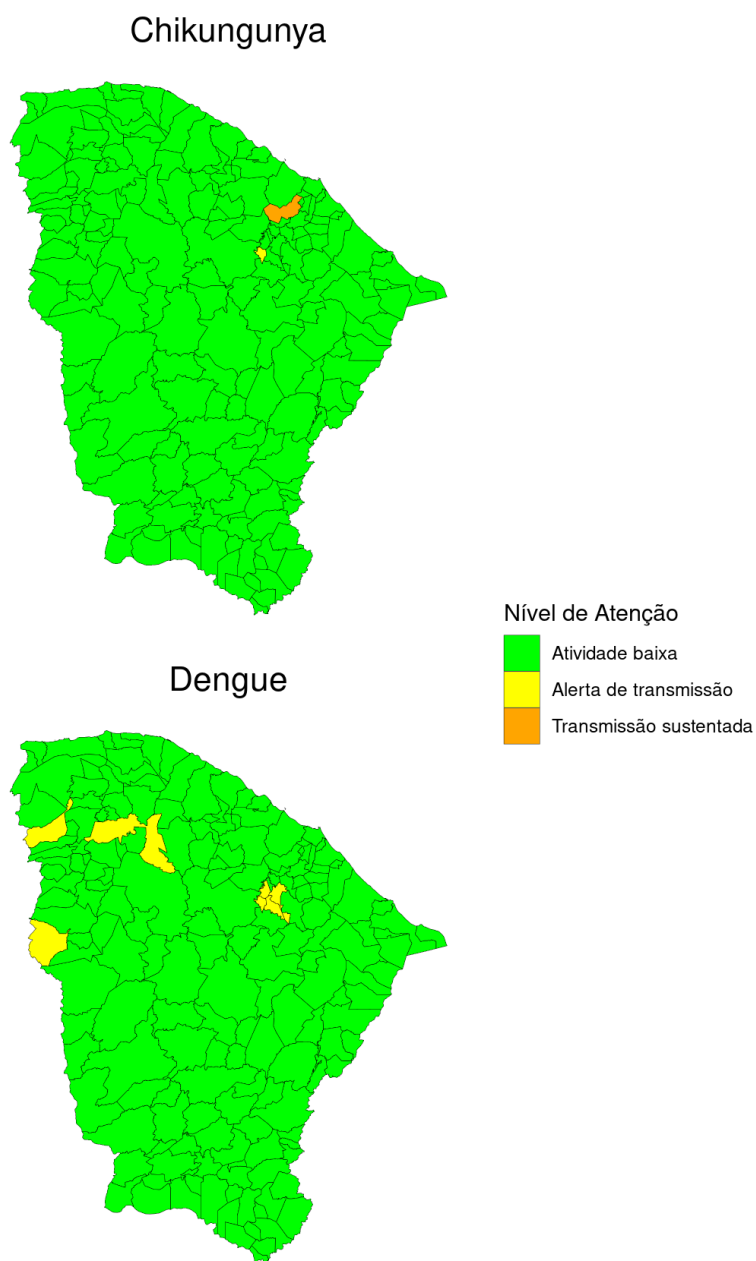 Chikungunya
Nível de Atenção
Atividade baixa
Alerta de transmissão
Transmissão sustentada
Dengue